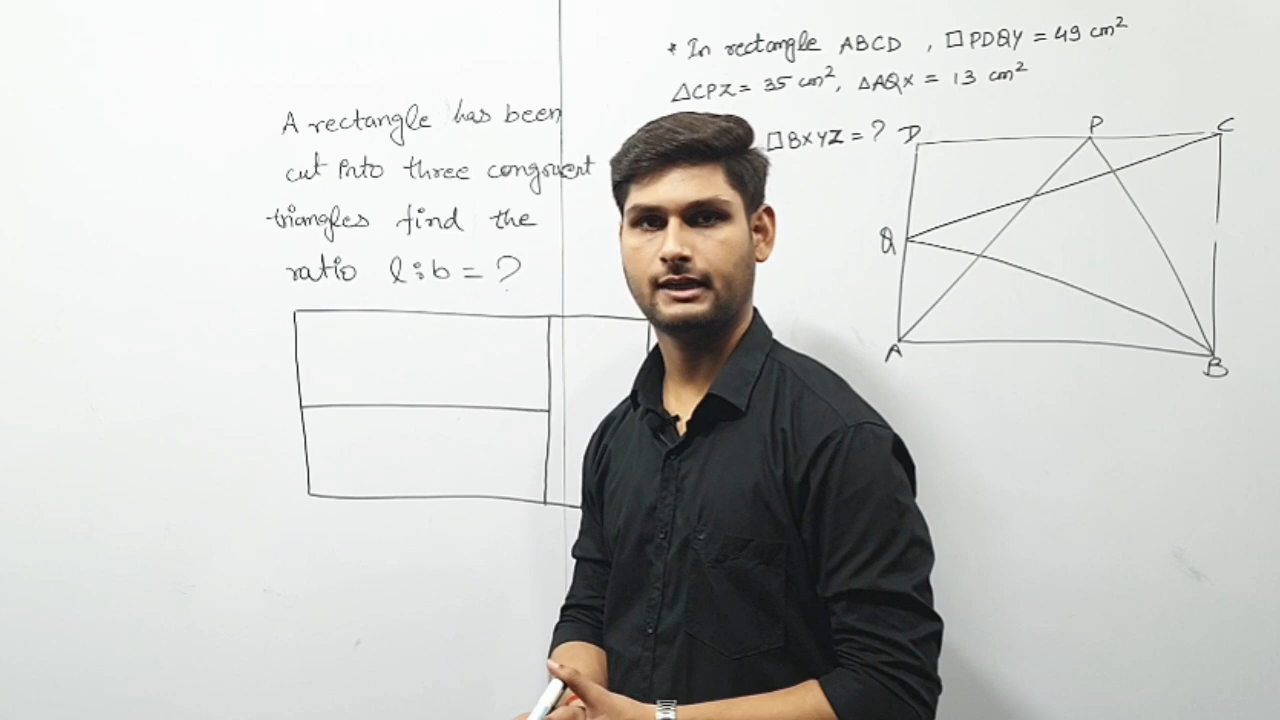 A rectangle has been
cut into three congruent
triangles find the
ratio l:b = ?
* In rectangle ABCD , □PDQY = 49 cm²
△CPZ = 35 cm², △AQX = 13 cm²
□BXYZ = ?
D P C
Q
A B